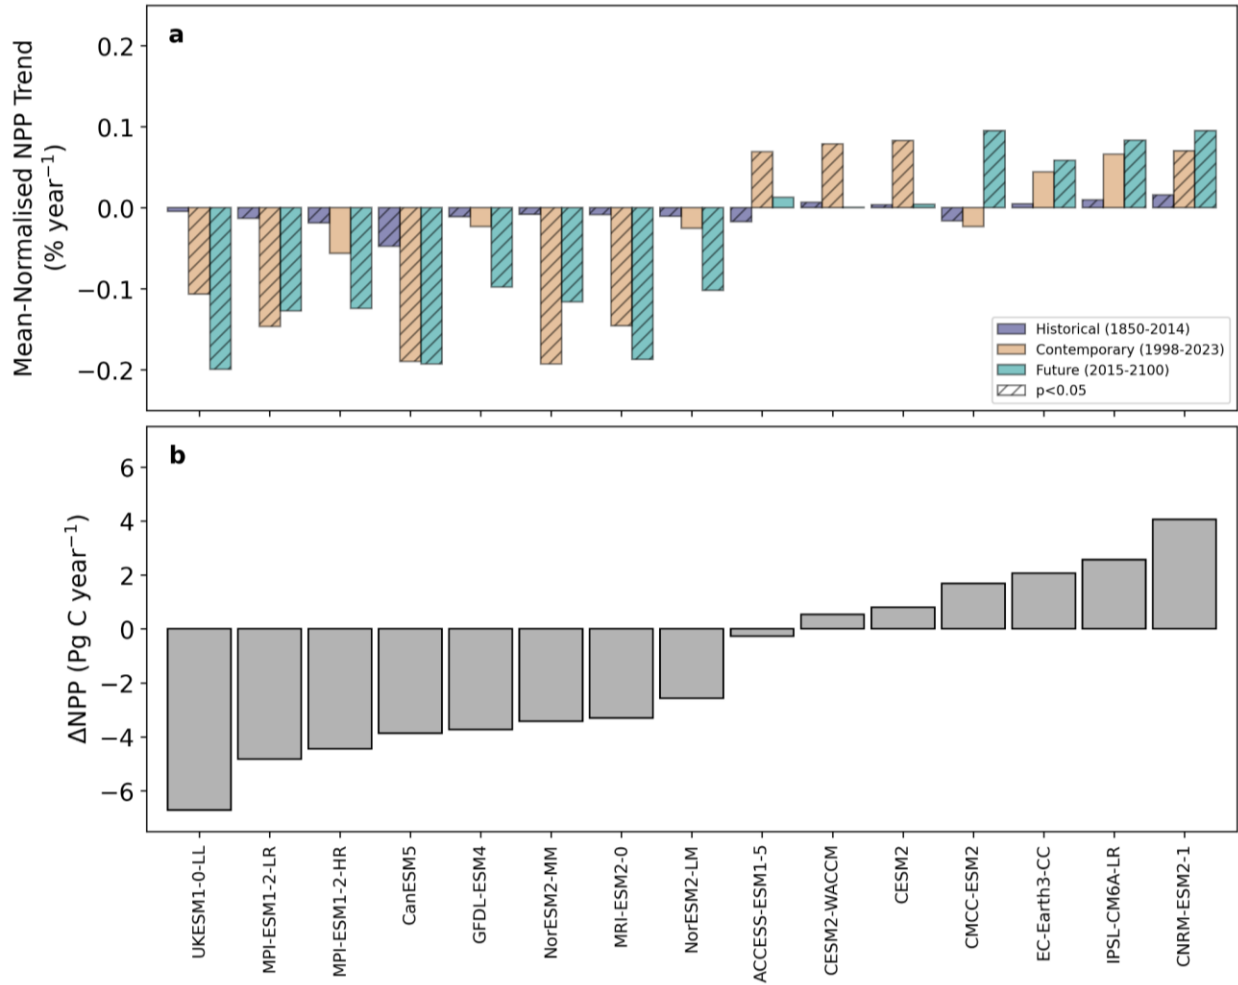 a
Mean-Normalised NPP Trend
(% year⁻¹)
0.2
0.1
0.0
−0.1
−0.2
Historical (1850-2014)
Contemporary (1998-2023)
Future (2015-2100)
p<0.05
b
ΔNPP (Pg C year⁻¹)
6
4
2
0
−2
−4
−6
UKESM1-0-LL
MPI-ESM1-2-LR
MPI-ESM1-2-HR
CanESM5
GFDL-ESM4
NorESM2-MM
MRI-ESM2-0
NorESM2-LM
ACCESS-ESM1-5
CESM2-WACCM
CESM2
CMCC-ESM2
EC-Earth3-CC
IPSL-CM6A-LR
CNRM-ESM2-1